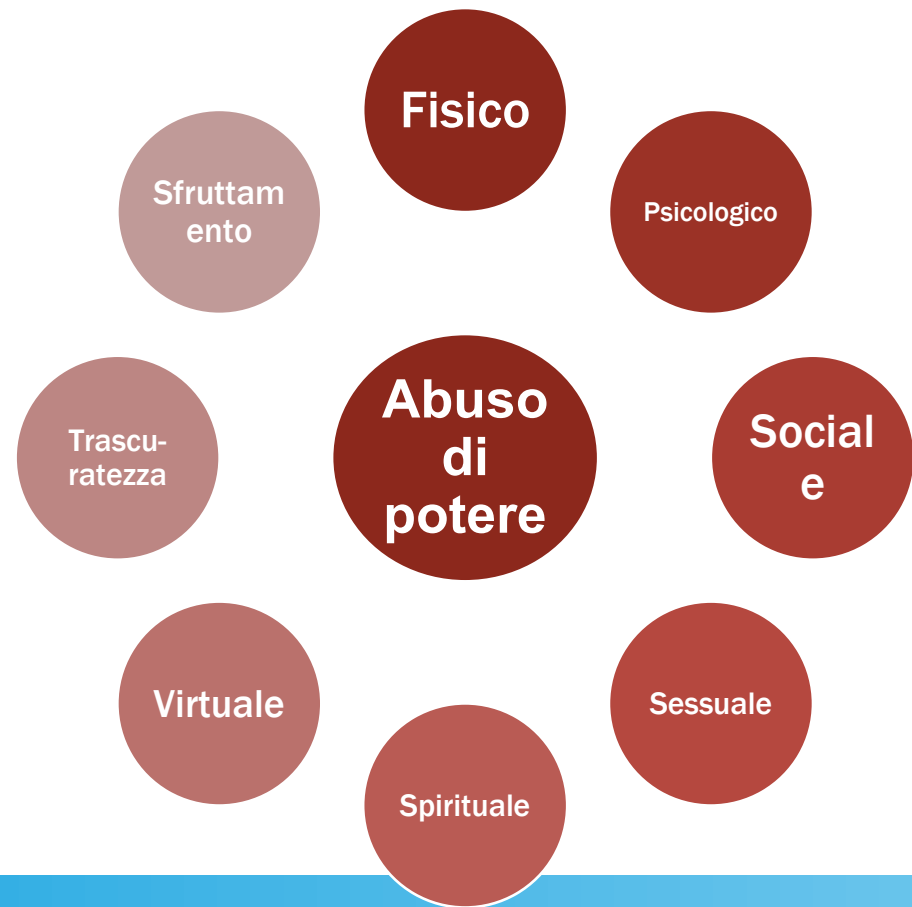 Fisico
Psicologico
Social
e
Sessuale
Spirituale
Virtuale
Trascu-
ratezza
Sfruttam
ento
Abuso
di
potere